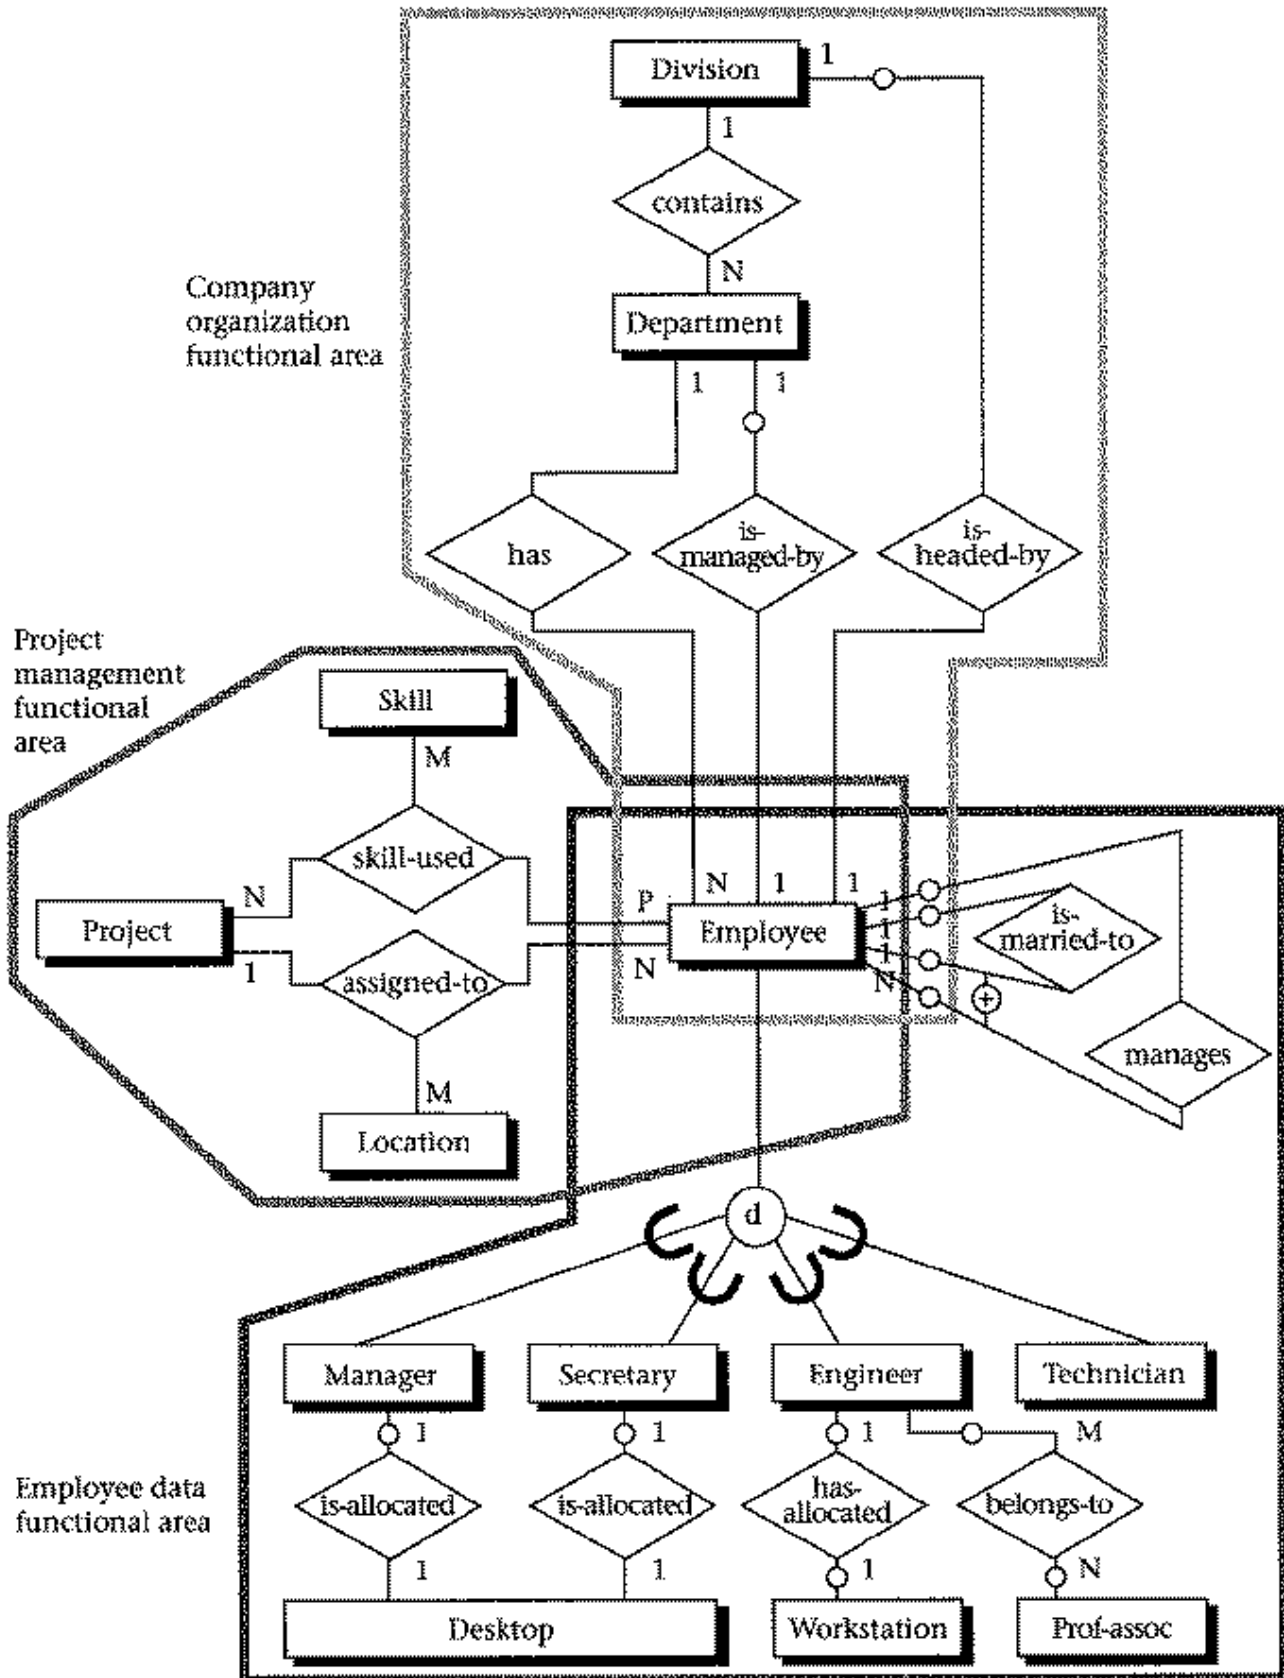 Division
1
1
contains
N
Department
Company
organization
functional area
1
1
has
is-
managed-by
is-
headed-by
Project
management
functional
area
Skill
M
skill-used
N
P
N
1
1
1
Project
Employee
1
is-
married-to
1
1
N
assigned-to
N
+
manages
M
Location
d
Manager
Secretary
Engineer
Technician
1
1
1
M
Employee data
functional area
is-allocated
is-allocated
has-
allocated
belongs-to
1
1
1
N
Desktop
Workstation
Prof-assoc